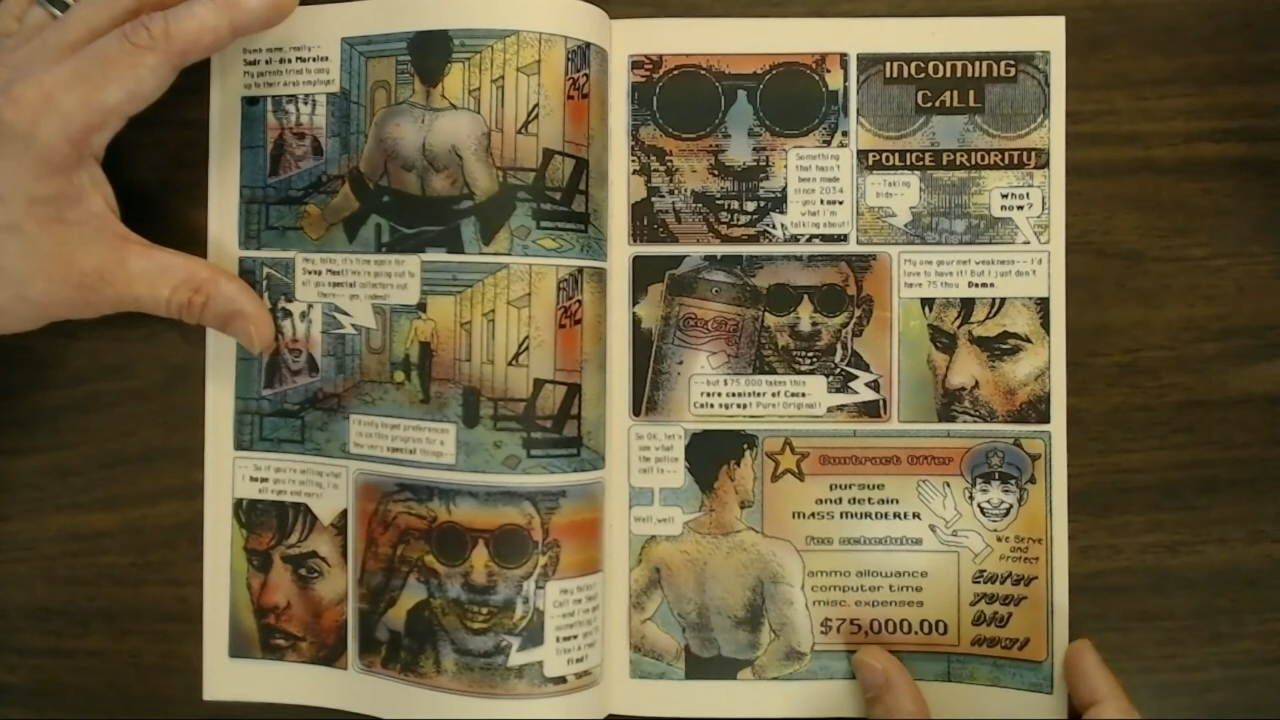 Dumb name, really--
Sadr al-din Morales.
My parents tried to cozy
up to their Arab employer.
FRONT
242
Hey, folks, it's time again for
Swap Meet! We're going out to
all you special collectors out
there-- yes, indeed!
FRONT
242
I'd only keyed preferences
in on this program for a
few very special things--
-- So if you're selling what
I hope you're selling, I'm
all eyes and ears!
Hey folks!
Call me
--and I've got
something I
know you'll
like! A real
find!
Something
that hasn't
been made
since 2034
--you know
what I'm
talking about!
INCOMING
CALL
POLICE PRIORITY
--Taking
bids--
What
now?
Coca-Cola
--but $75,000 takes this
rare canister of Coca-
Cola syrup! Pure! Original!
My one gourmet weakness-- I'd
love to have it! But I just don't
have 75 thou. Damn.
So OK, let's
see what
the police
call is --
Well, well
Contract Offer
pursue
and detain
MASS MURDERER
fee schedule:
ammo allowance
computer time
misc. expenses
$75,000.00
We Serve
and
Protect
Enter
your
bid
now!